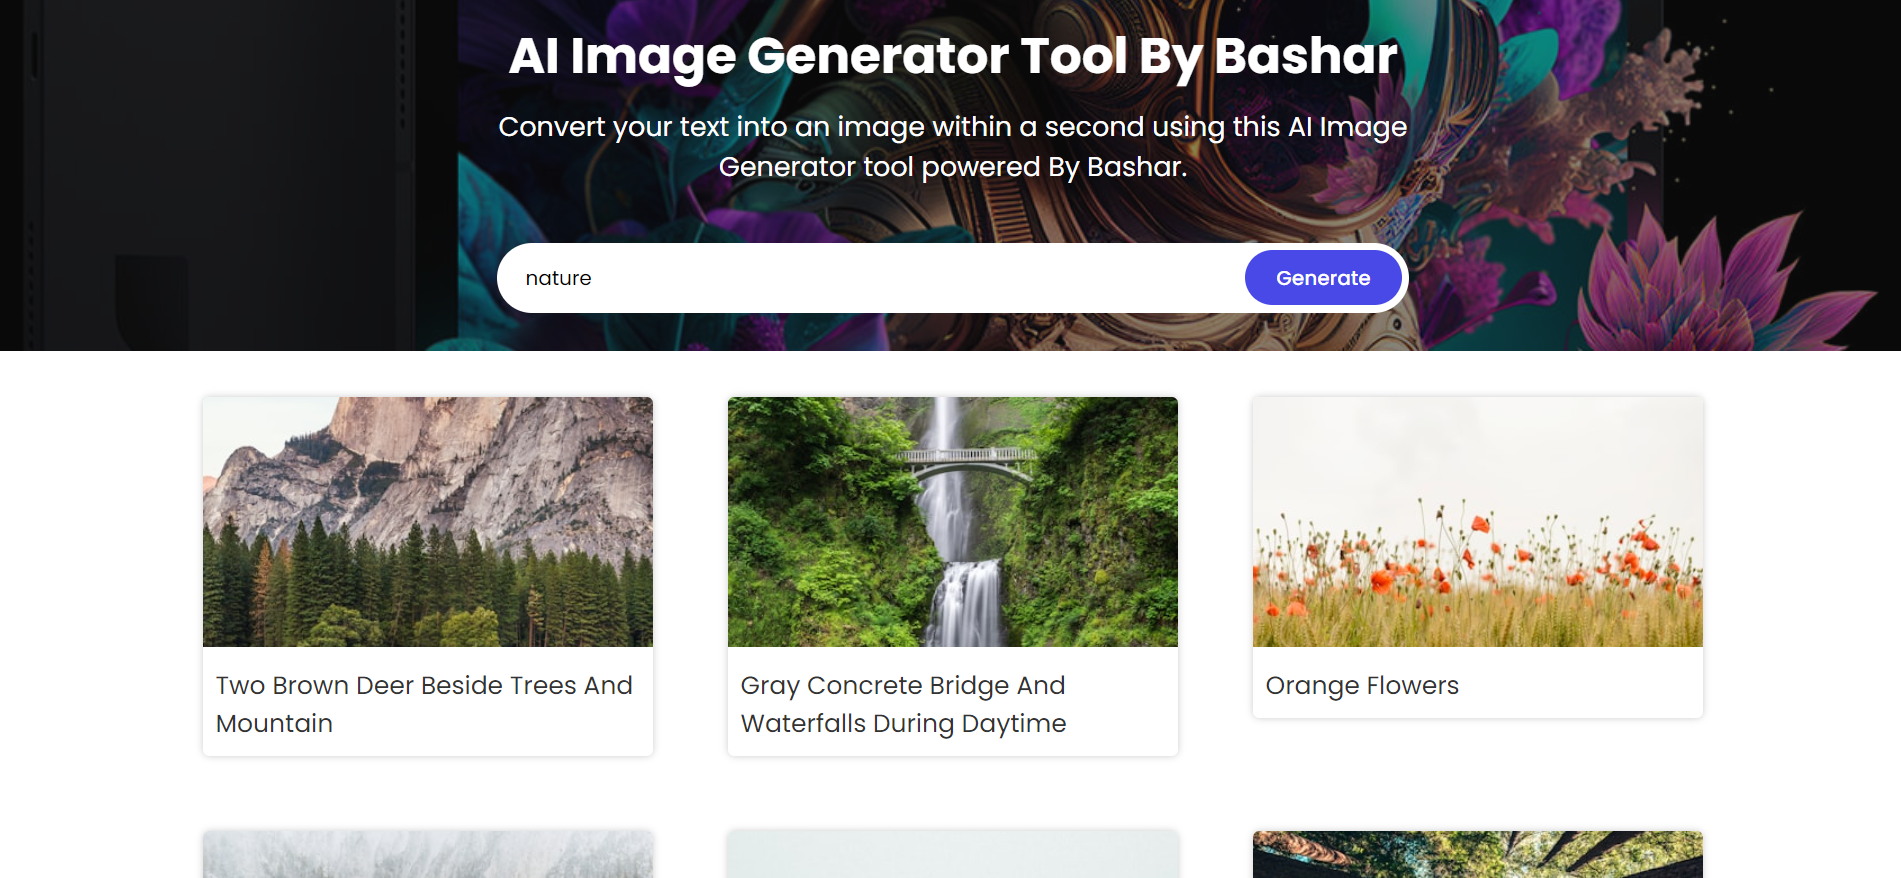 AI Image Generator Tool By Bashar
Convert your text into an image within a second using this AI Image
Generator tool powered By Bashar.
nature
Generate
Two Brown Deer Beside Trees And
Mountain
Gray Concrete Bridge And
Waterfalls During Daytime
Orange Flowers